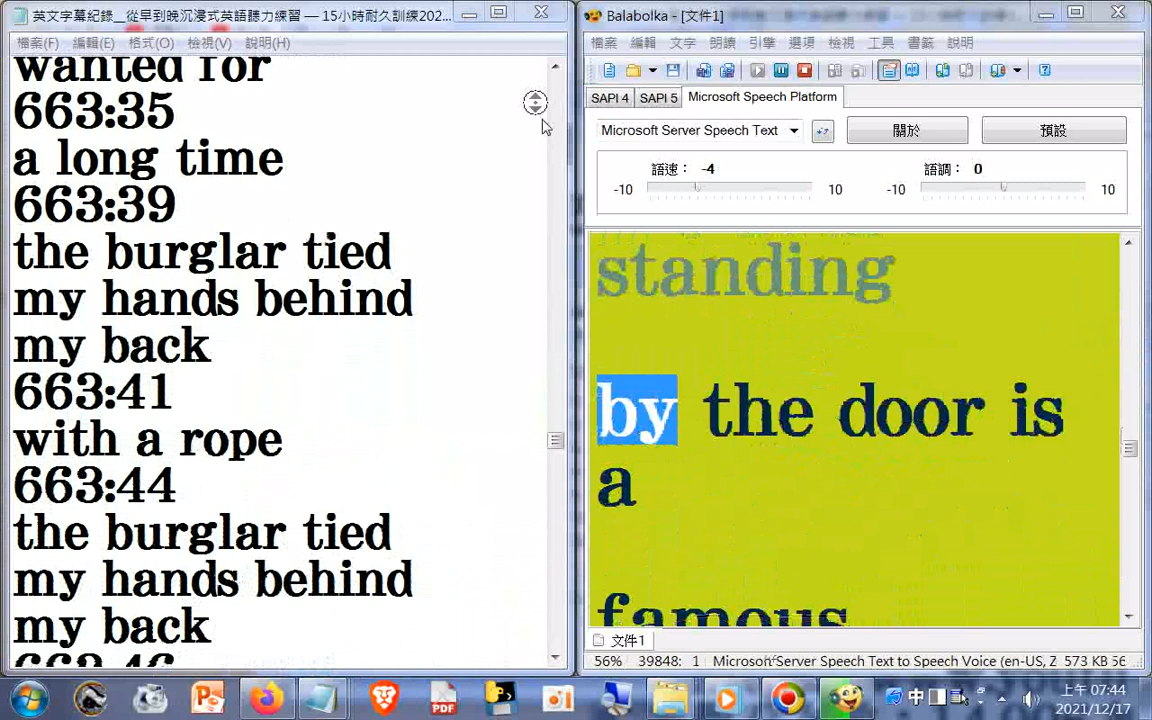 英文字幕紀錄__從早到晚沉浸式英語聽力練習 — 15小時耐久訓練202...
檔案(F) 編輯(E) 格式(O) 檢視(V) 說明(H)
wanted for
663:35
a long time
663:39
the burglar tied
my hands behind
my back
663:41
with a rope
663:44
the burglar tied
my hands behind
my back
663:46
Balabolka - [文件1]
檔案 編輯 文字 朗讀 引擎 選項 檢視 工具 書籤 說明
SAPI 4 SAPI 5 Microsoft Speech Platform
Microsoft Server Speech Text 關於 預設
語速： -4 語調： 0
-10 10 -10 10
standing
by the door is
a
famous
文件1
56% 39848: 1 Microsoft Server Speech Text to Speech Voice (en-US, Z 573 KB 56
PDF
中
上午 07:44
2021/12/17